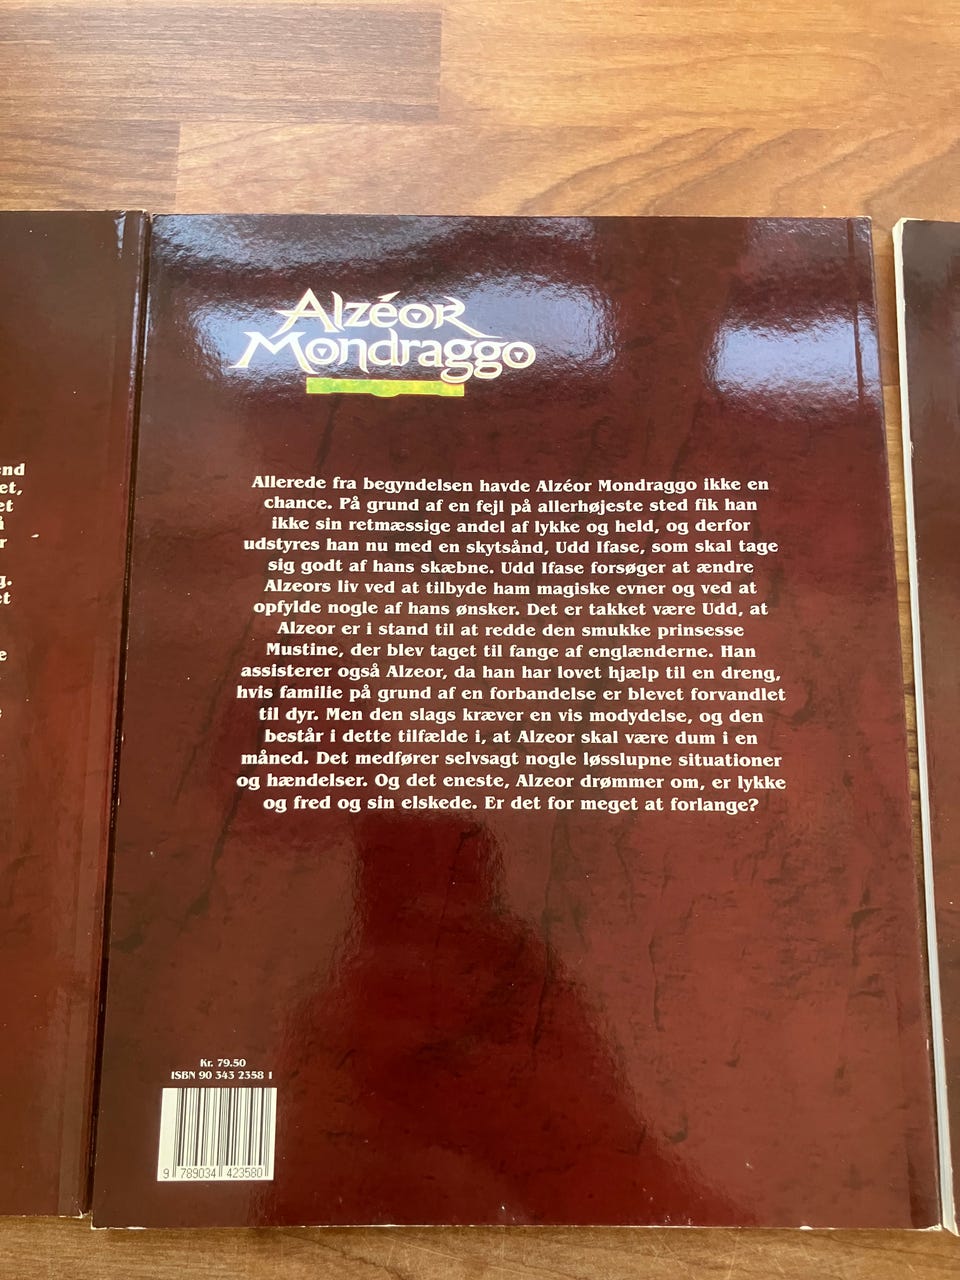 Alzéor
Mondraggo
Allerede fra begyndelsen havde Alzéor Mondraggo ikke en
chance. På grund af en fejl på allerhøjeste sted fik han
ikke sin retmæssige andel af lykke og held, og derfor
udstyres han nu med en skytsånd, Udd Ifase, som skal tage
sig godt af hans skæbne. Udd Ifase forsøger at ændre
Alzeors liv ved at tilbyde ham magiske evner og ved at
opfylde nogle af hans ønsker. Det er takket være Udd, at
Alzeor er i stand til at redde den smukke prinsesse
Mustine, der blev taget til fange af englænderne. Han
assisterer også Alzeor, da han har lovet hjælp til en dreng,
hvis familie på grund af en forbandelse er blevet forvandlet
til dyr. Men den slags kræver en vis modydelse, og den
består i dette tilfælde i, at Alzeor skal være dum i en
måned. Det medfører selvsagt nogle løsslupne situationer
og hændelser. Og det eneste, Alzeor drømmer om, er lykke
og fred og sin elskede. Er det for meget at forlange?
Kr. 79.50
ISBN 90 343 2358 1
9 789034 423580